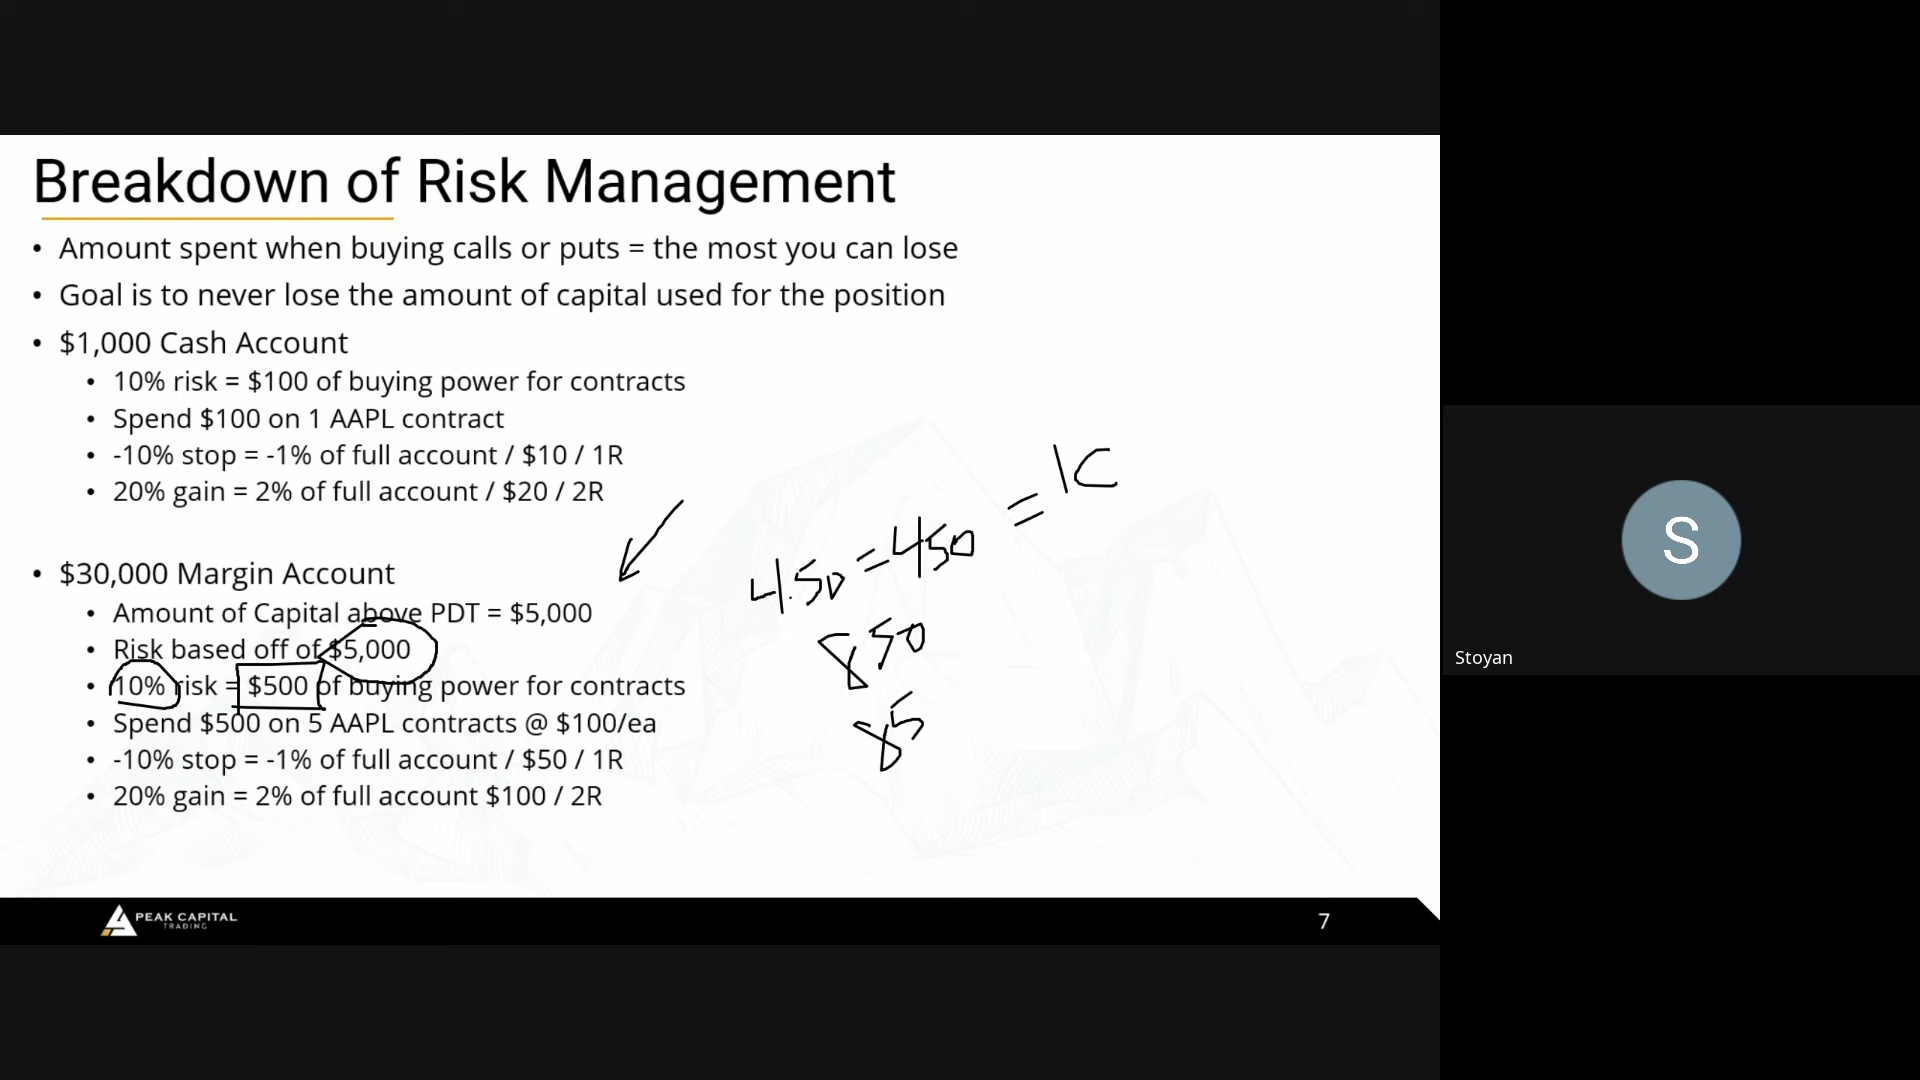 Breakdown of Risk Management
• Amount spent when buying calls or puts = the most you can lose
• Goal is to never lose the amount of capital used for the position
• $1,000 Cash Account
• 10% risk = $100 of buying power for contracts
• Spend $100 on 1 AAPL contract
• -10% stop = -1% of full account / $10 / 1R
• 20% gain = 2% of full account / $20 / 2R
• $30,000 Margin Account
• Amount of Capital above PDT = $5,000
• Risk based off of $5,000
• 10% risk = $500 of buying power for contracts
• Spend $500 on 5 AAPL contracts @ $100/ea
• -10% stop = -1% of full account / $50 / 1R
• 20% gain = 2% of full account $100 / 2R
4.50 = 450 = 1C
850
85
PEAK CAPITAL
TRADING
7
S
Stoyan